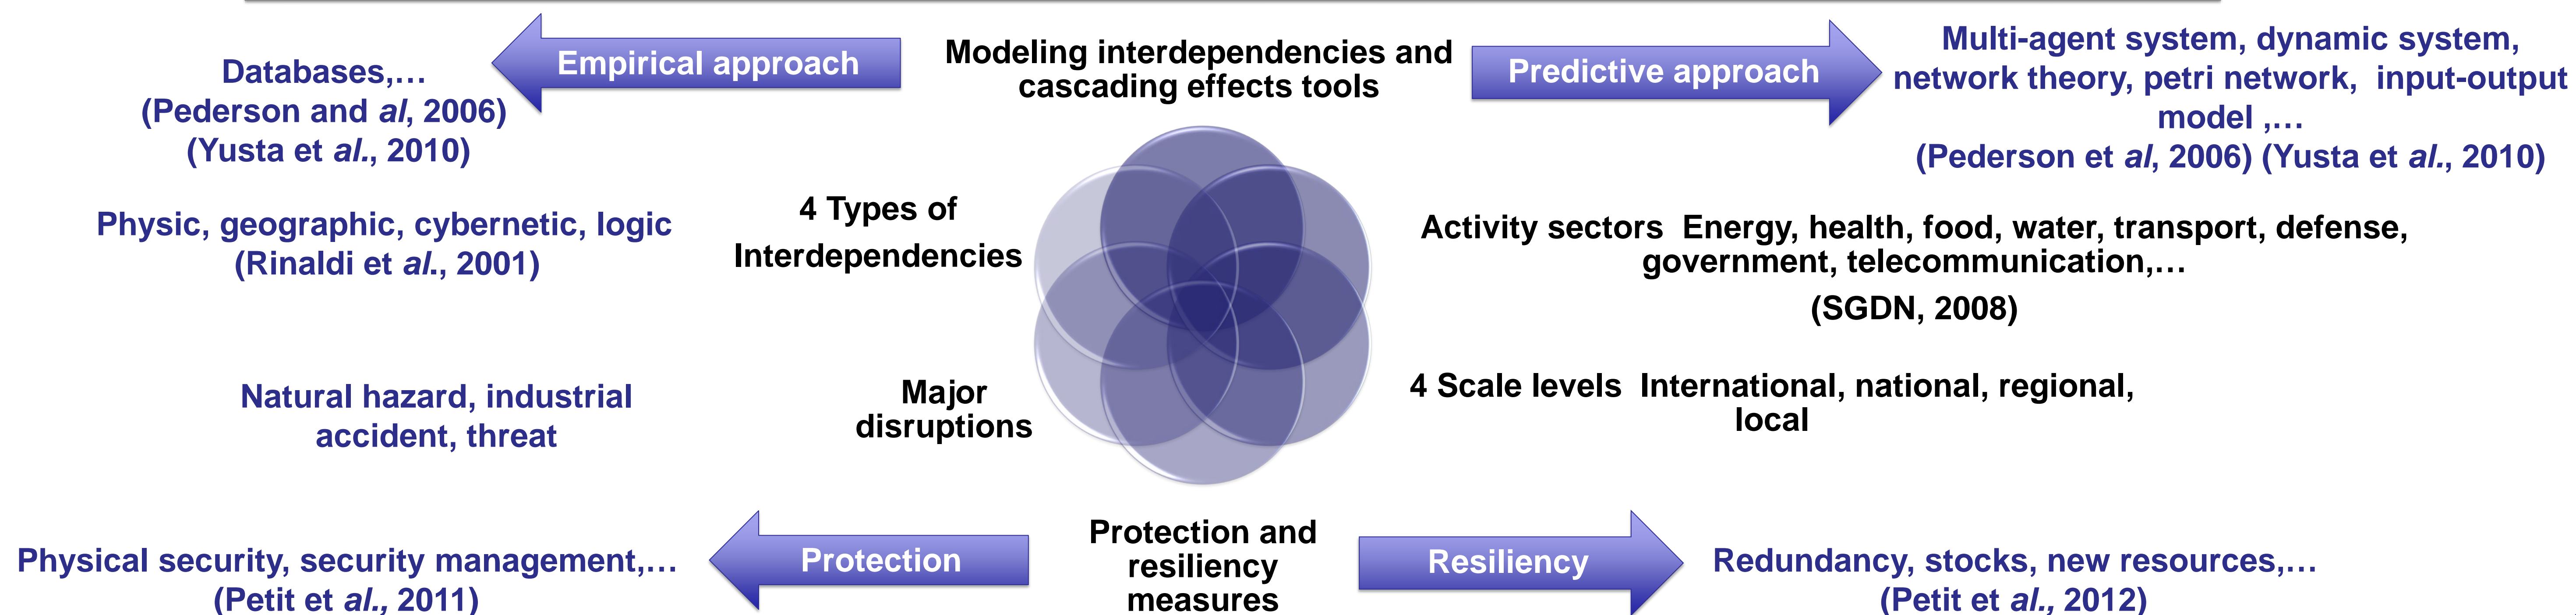 Databases,…
(Pederson and al, 2006)
(Yusta et al., 2010)
Empirical approach
Modeling interdependencies and
cascading effects tools
Predictive approach
Multi-agent system, dynamic system,
network theory, petri network, input-output
model ,…
(Pederson et al, 2006) (Yusta et al., 2010)
Physic, geographic, cybernetic, logic
(Rinaldi et al., 2001)
4 Types of
Interdependencies
Activity sectors Energy, health, food, water, transport, defense,
government, telecommunication,…
(SGDN, 2008)
Natural hazard, industrial
accident, threat
Major
disruptions
4 Scale levels International, national, regional,
local
Physical security, security management,…
(Petit et al., 2011)
Protection
Protection and
resiliency
measures
Resiliency
Redundancy, stocks, new resources,…
(Petit et al., 2012)